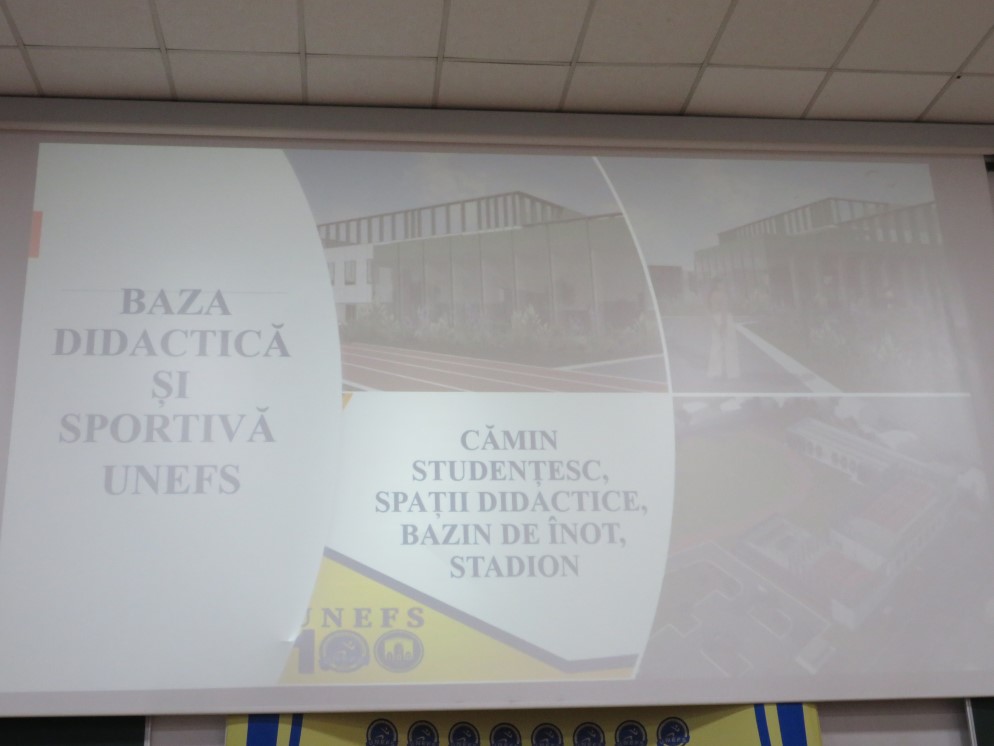 BAZA
DIDACTICĂ
ȘI
SPORTIVĂ
UNEFS
CĂMIN
STUDENȚESC,
SPAȚII DIDACTICE,
BAZIN DE ÎNOT,
STADION
UNEFS
100